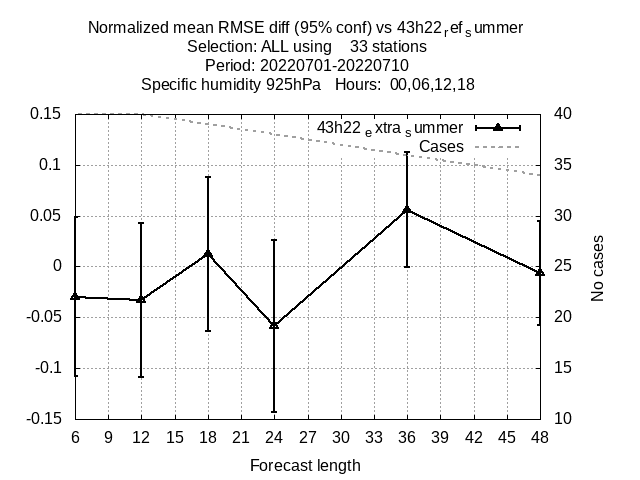 Normalized mean RMSE diff (95% conf) vs 43h22refsummer
Selection: ALL using 33 stations
Period: 20220701-20220710
Specific humidity 925hPa Hours: 00,06,12,18
43h22extrasummer
Cases
0.15
0.1
0.05
0
-0.05
-0.1
-0.15
40
35
30
25
20
15
10
No cases
6 9 12 15 18 21 24 27 30 33 36 39 42 45 48
Forecast length